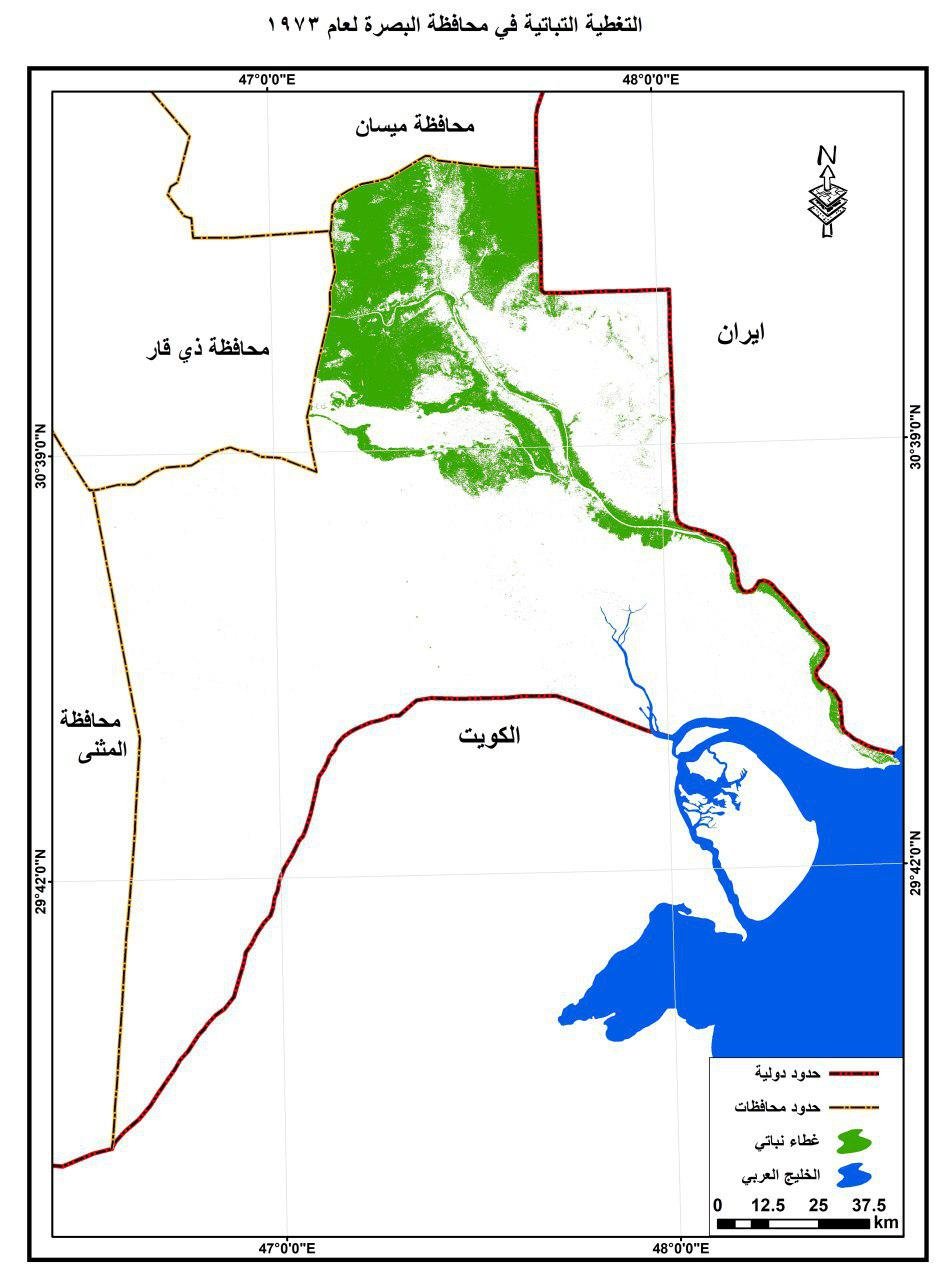 التغطية التباتية في محافظة البصرة لعام ١٩٧٣
47°0'0"E
48°0'0"E
محافظة ميسان
N
ايران
محافظة ذي قار
30°39'0"N
30°39'0"N
محافظة
المثنى
الكويت
29°42'0"N
29°42'0"N
حدود دولية
حدود محافظات
غطاء نباتي
الخليج العربي
0 12.5 25 37.5
km
47°0'0"E
48°0'0"E